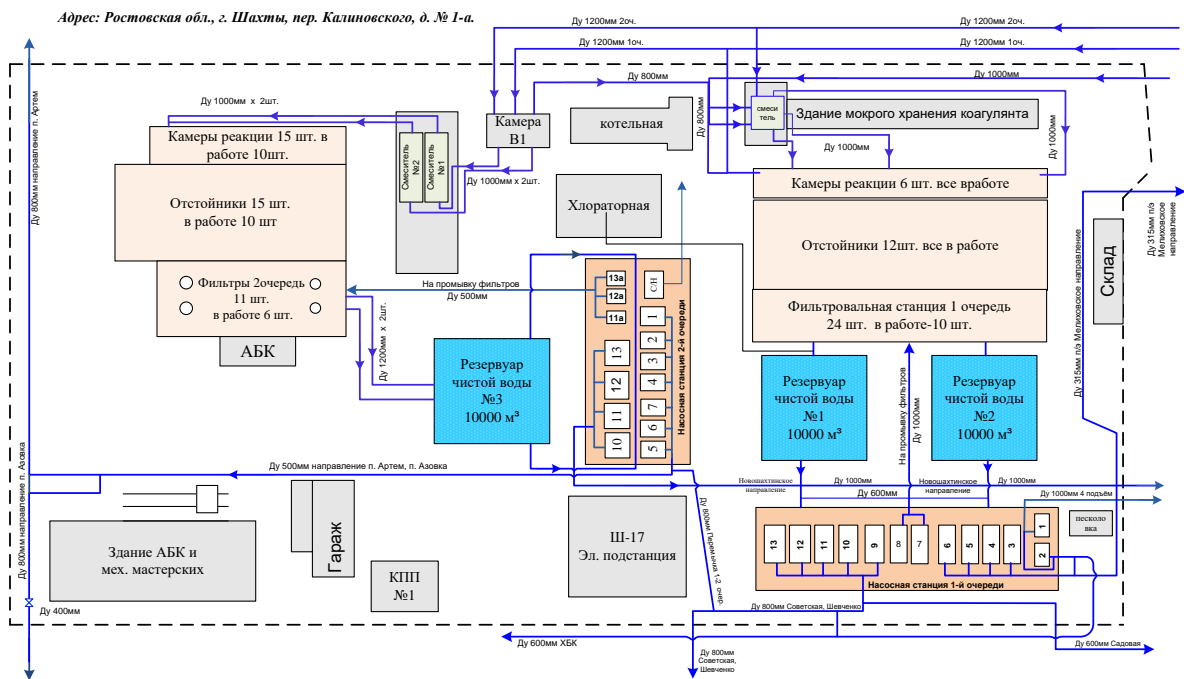 Адрес: Ростовская обл., г. Шахты, пер. Калиновского, д. № 1-а.
Ду 1200мм 2оч.
Ду 1200мм 2оч.
Ду 1200мм 1оч.
Ду 1200мм 1оч.
Ду 800мм
Ду 1000мм
Ду 800мм направление п. Артем
Ду 1000мм х 2шт.
Камеры реакции 15 шт. в
работе 10шт.
Отстойники 15 шт.
в работе 10 шт
Фильтры 2очередь
11 шт.
в работе 6 шт.
АБК
Смеситель
№2
Смеситель
№1
Камера
В1
Ду 1000мм х 2шт.
котельная
Ду 800мм
смеси
тель
Здание мокрого хранения коагулянта
Ду 1000мм
Ду 1000мм
Камеры реакции 6 шт. все вработе
Отстойники 12шт. все в работе
Фильтровальная станция 1 очередь
24 шт. в работе-10 шт.
Хлораторная
Ду 315мм п/э
Мелиховское
направление
Склад
Ду 315мм п/э Мелиховское направление
На промывку фильтров
Ду 500мм
13а
12а
11а
С/Н
1
2
3
4
7
6
5
13
12
11
10
Насосная станция 2-й очереди
Ду 1200мм х 2шт.
Резервуар
чистой воды
№3
10000 м³
Резервуар
чистой воды
№1
10000 м³
На промывку фильтров
Ду 1000мм
Резервуар
чистой воды
№2
10000 м³
Ду 800мм направление п. Азовка
Ду 500мм направление п. Артем, п. Азовка
Новошахтинское
направление
Ду 1000мм
Ду 600мм
Новошахтинское
направление
Ду 1000мм
Ду 1000мм 4 подъём
песколо
вка
13
12
11
10
9
8
7
6
5
4
3
1
2
Насосная станция 1-й очереди
Ду 800мм Перемычка 1-2 очер.
Ш-17
Эл. подстанция
Гараж
Здание АБК и
мех. мастерских
КПП
№1
Ду 400мм
Ду 800мм Советская, Шевченко
Ду 600мм ХБК
Ду 800мм
Советская,
Шевченко
Ду 600мм Садовая